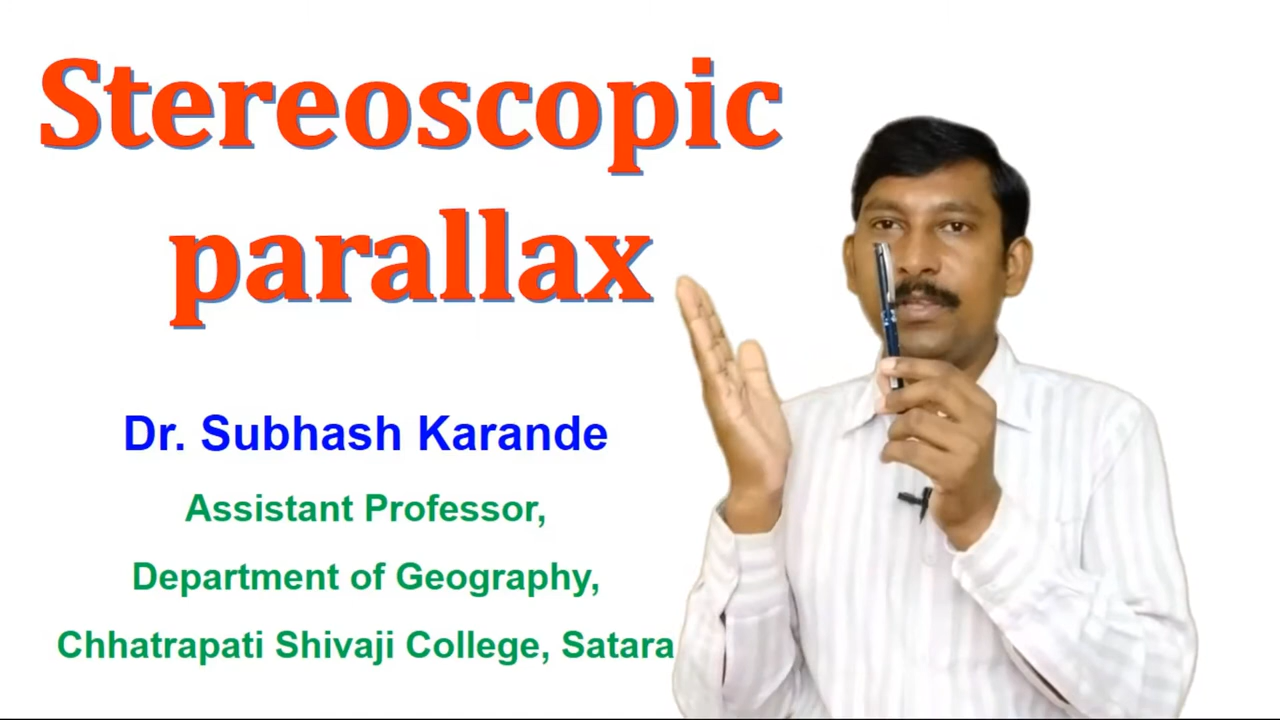 Stereoscopic
parallax
Dr. Subhash Karande
Assistant Professor,
Department of Geography,
Chhatrapati Shivaji College, Satara